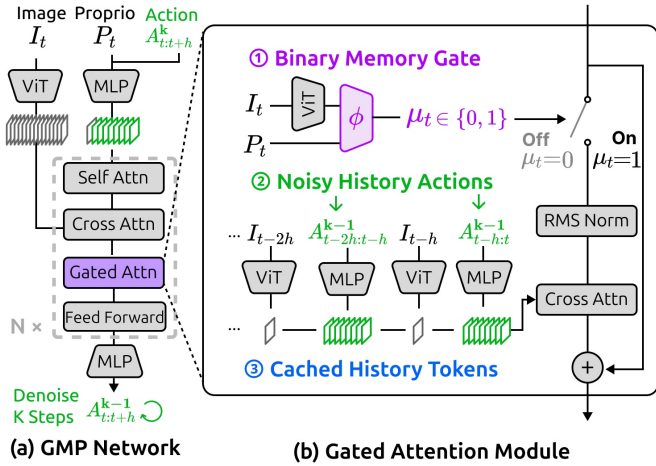 Image Proprio Action
I_t P_t A^k_{t:t+h}
ViT MLP
Self Attn
Cross Attn
Gated Attn
Feed Forward
N ×
MLP
Denoise
K Steps A^{k-1}_{t:t+h}
(a) GMP Network
① Binary Memory Gate
I_t ViT ϕ μ_t ∈ {0, 1}
P_t
Off
μ_t=0
On
μ_t=1
② Noisy History Actions
... I_{t-2h} A^{k-1}_{t-2h:t-h} I_{t-h} A^{k-1}_{t-h:t}
ViT MLP ViT MLP
...
③ Cached History Tokens
RMS Norm
Cross Attn
+
(b) Gated Attention Module